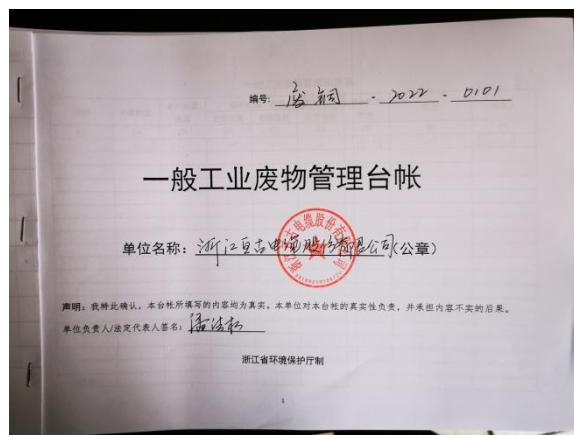 编号：废铜 - 2022 - 0101
一般工业废物管理台帐
单位名称：浙江亘古电缆股份有限公司(公章)
声明：我特此确认，本台帐所填写的内容均为真实。本单位对本台帐的真实性负责，并承担内容不实的后果。
单位负责人/法定代表人签名：
浙江省环境保护厅制
1